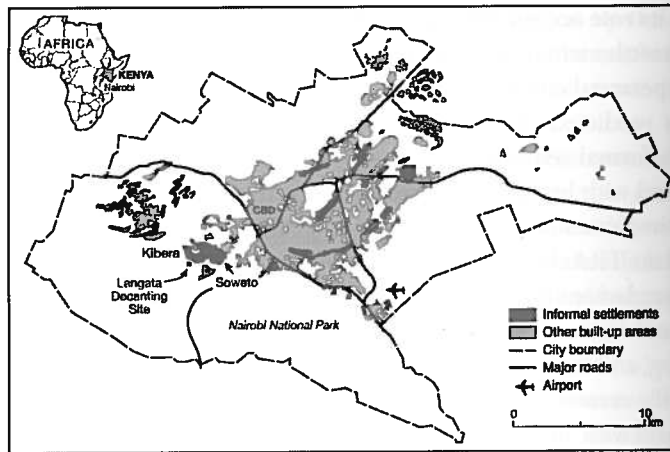 AFRICA
KENYA
Nairobi
CBD
Kibera
Langata
Decanting
Site
Soweto
Nairobi National Park
Informal settlements
Other built-up areas
City boundary
Major roads
Airport
0 10
km